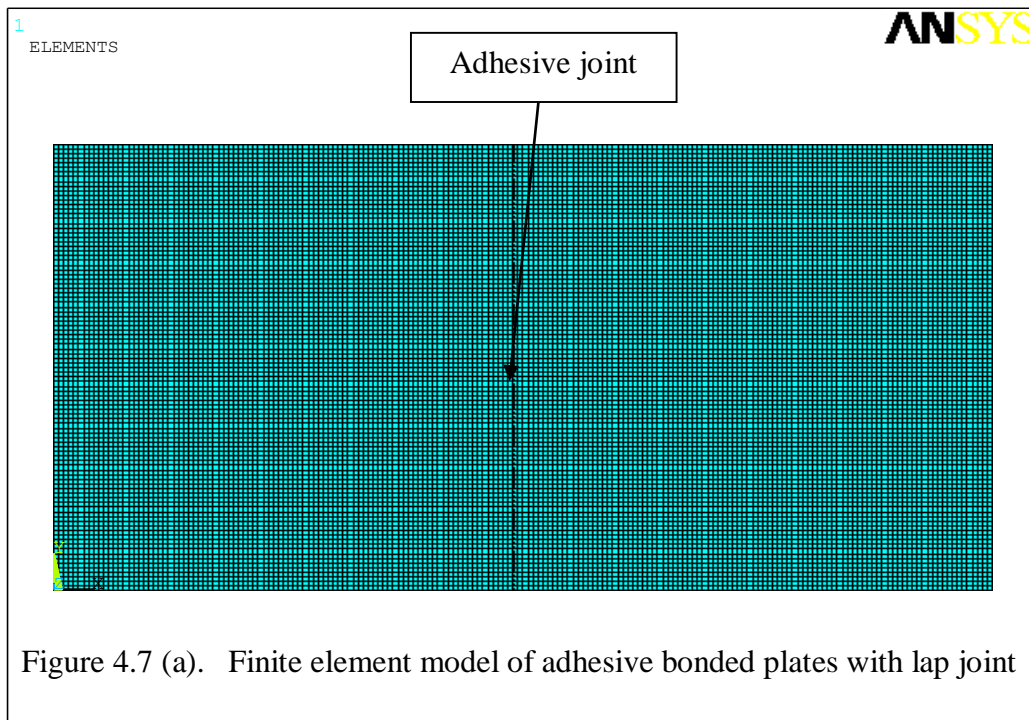 1
ELEMENTS
ANSYS
Adhesive joint
Y
Z X
Figure 4.7 (a). Finite element model of adhesive bonded plates with lap joint